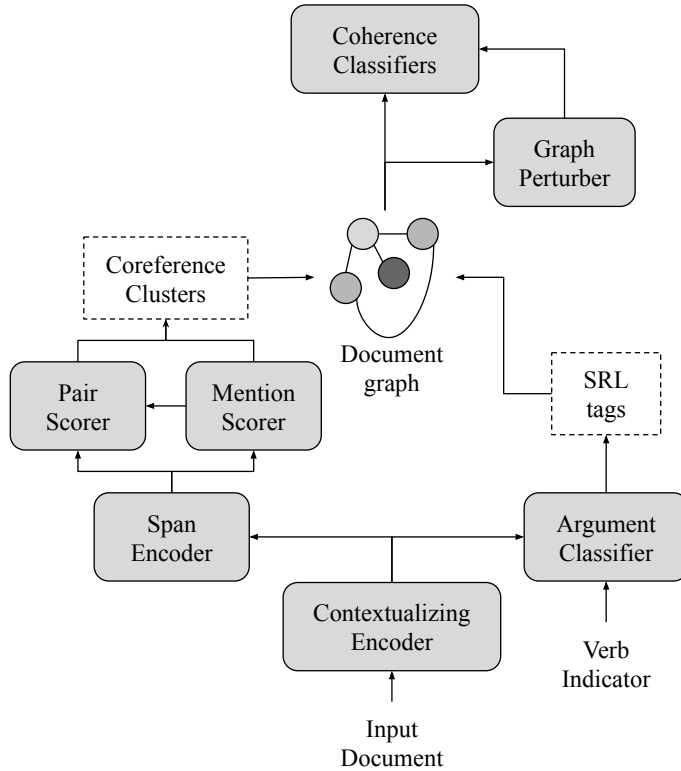 Coherence
Classifiers
Graph
Perturber
Coreference
Clusters
Document
graph
Pair
Scorer
Mention
Scorer
SRL
tags
Span
Encoder
Argument
Classifier
Contextualizing
Encoder
Verb
Indicator
Input
Document